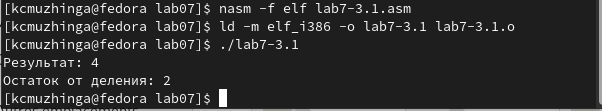 [kcmuzhinga@fedora lab07]$ nasm -f elf lab7-3.1.asm
[kcmuzhinga@fedora lab07]$ ld -m elf_i386 -o lab7-3.1 lab7-3.1.o
[kcmuzhinga@fedora lab07]$ ./lab7-3.1
Результат: 4
Остаток от деления: 2
[kcmuzhinga@fedora lab07]$